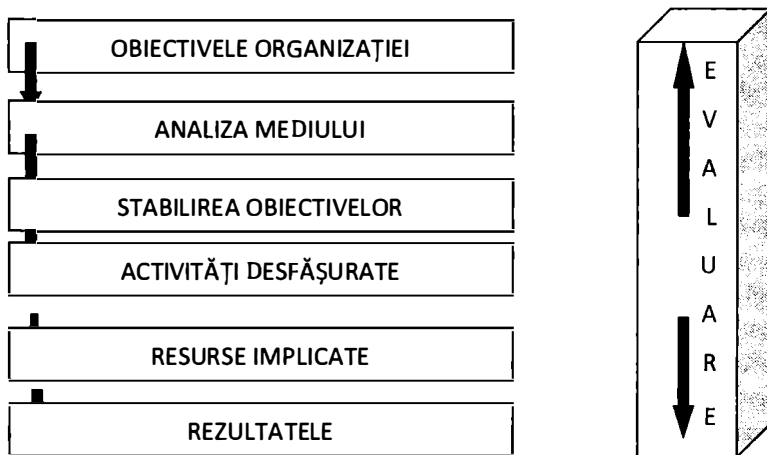 OBIECTIVELE ORGANIZAȚIEI
ANALIZA MEDIULUI
STABILIREA OBIECTIVELOR
ACTIVITĂȚI DESFĂȘURATE
RESURSE IMPLICATE
REZULTATELE
E
V
A
L
U
A
R
E